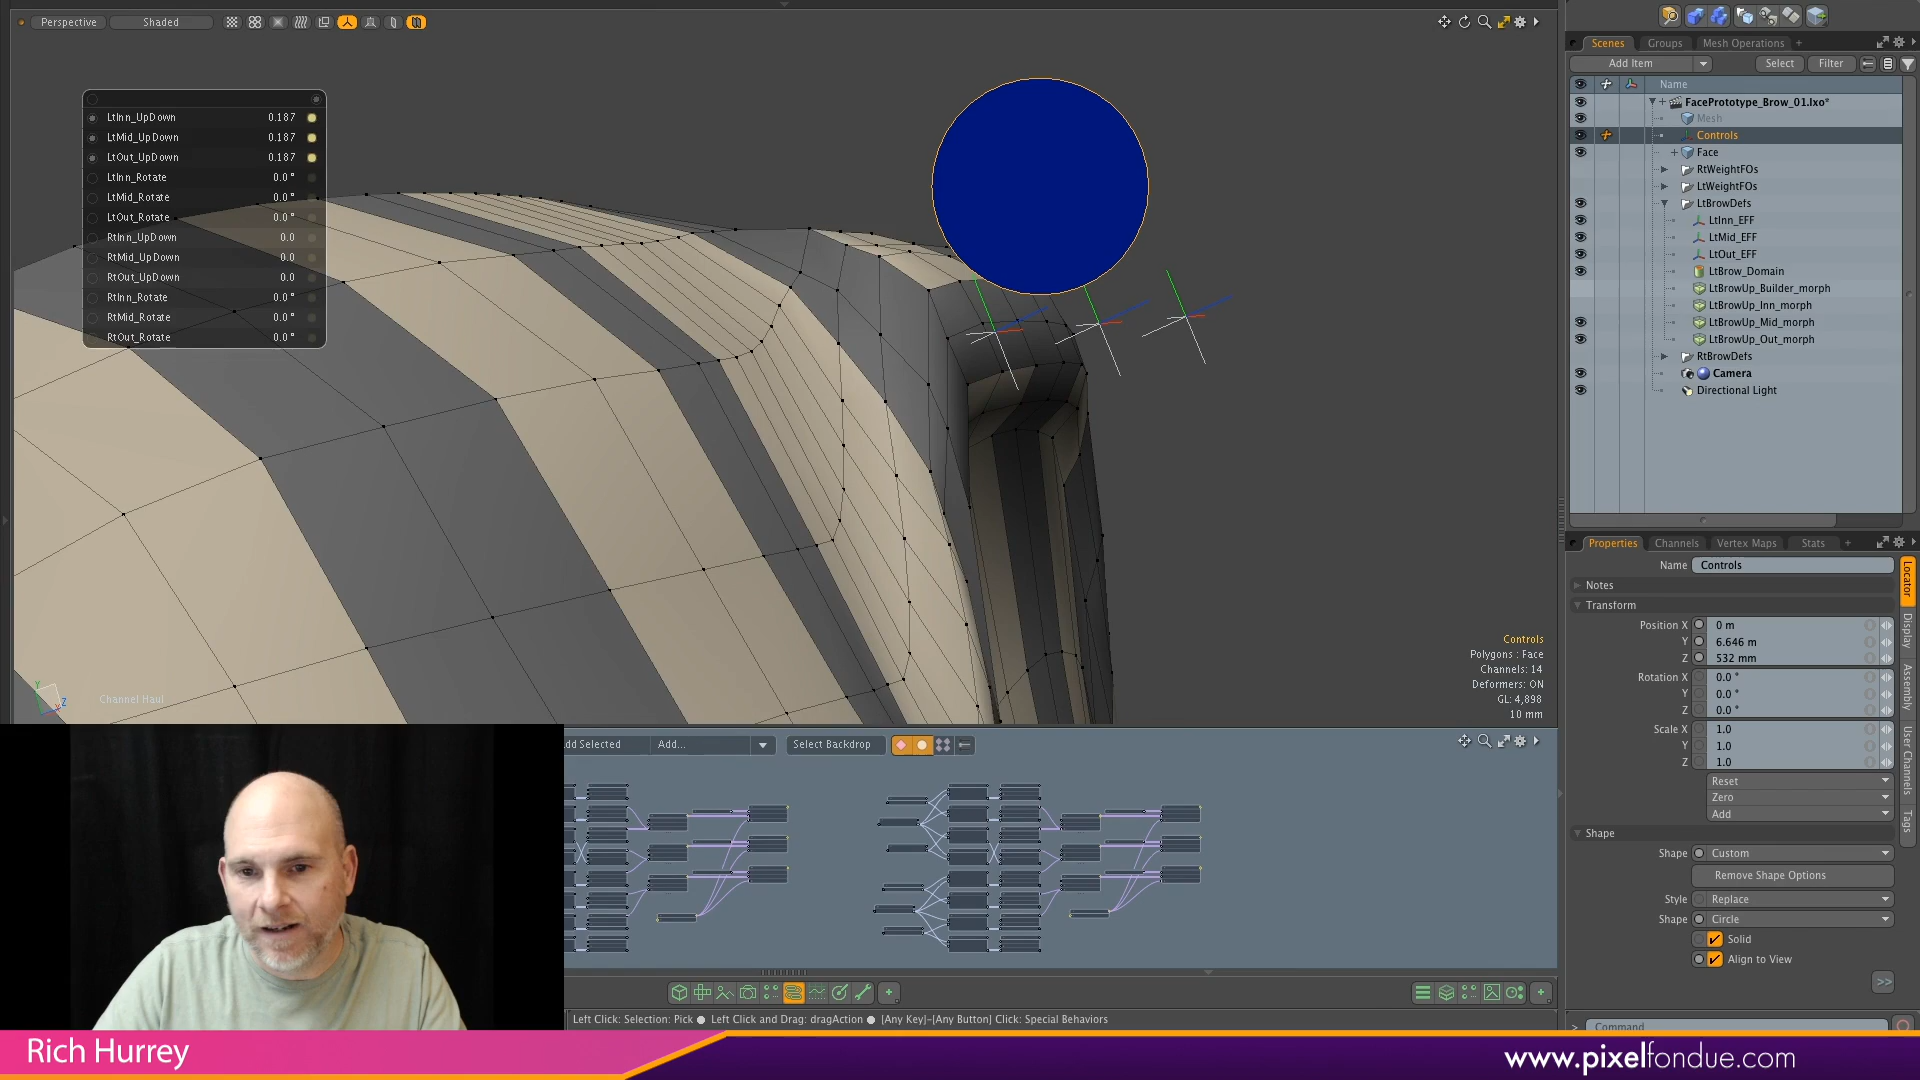 Perspective
Shaded
LtInn_UpDown 0.187
LtMid_UpDown 0.187
LtOut_UpDown 0.187
LtInn_Rotate 0.0 °
LtMid_Rotate 0.0 °
LtOut_Rotate 0.0 °
RtInn_UpDown 0.0
RtMid_UpDown 0.0
RtOut_UpDown 0.0
RtInn_Rotate 0.0 °
RtMid_Rotate 0.0 °
RtOut_Rotate 0.0 °
Controls
Polygons : Face
Channels: 14
Deformers: ON
GL: 4,898
10 mm
Y
Z
Channel Haul
Scenes Groups Mesh Operations +
Add Item Select Filter
Name
FacePrototype_Brow_01.lxo*
Mesh
Controls
Face
RtWeightFOs
LtWeightFOs
LtBrowDefs
LtInn_EFF
LtMid_EFF
LtOut_EFF
LtBrow_Domain
LtBrowUp_Builder_morph
LtBrowUp_Inn_morph
LtBrowUp_Mid_morph
LtBrowUp_Out_morph
RtBrowDefs
Camera
Directional Light
Properties Channels Vertex Maps Stats +
Name Controls
Notes
Transform
Position X 0 m
Y 6.646 m
Z 532 mm
Rotation X 0.0 °
Y 0.0 °
Z 0.0 °
Scale X 1.0
Y 1.0
Z 1.0
Reset
Zero
Add
Shape
Shape Custom
Remove Shape Options
Style Replace
Shape Circle
Solid
Align to View
>>
Locator
Display
Assembly
User Channels
Tags
> Command
dd Selected Add... Select Backdrop
Left Click: Selection: Pick ● Left Click and Drag: dragAction ● [Any Key]-[Any Button] Click: Special Behaviors
Rich Hurrey
www.pixelfondue.com